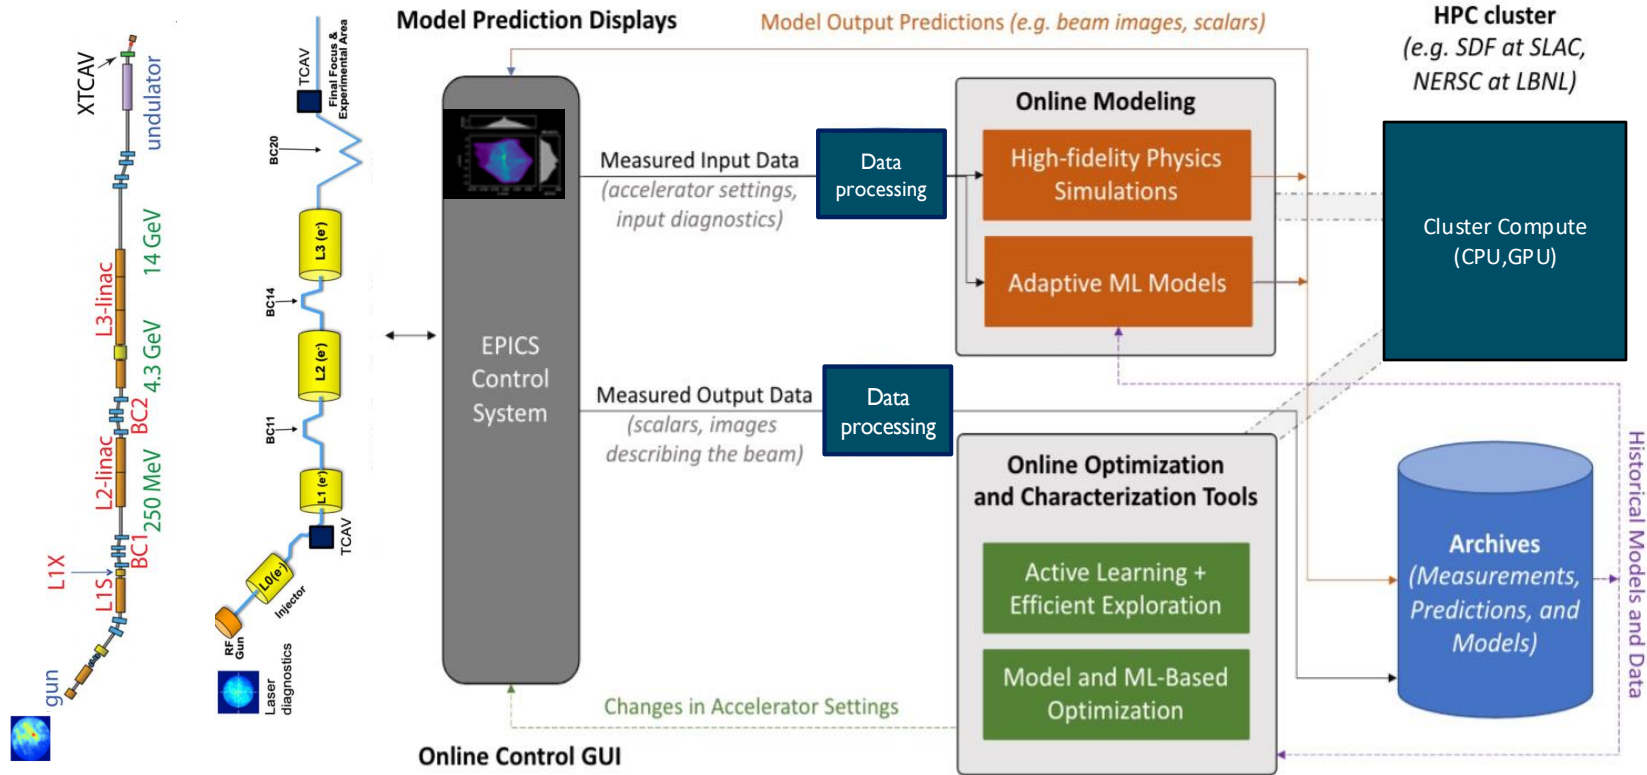 XTCAV
undulator
14 GeV
L3-linac
4.3 GeV
BC2
L2-linac
250 MeV
BC1
L1X
L1S
gun
Final Focus &
Experimental Area
TCAV
BC20
L3 (e-)
BC14
L2 (e-)
BC11
L1 (e-)
TCAV
L0(e-)
Injector
RF
Gun
Laser
diagnostics
Model Prediction Displays
EPICS
Control
System
Online Control GUI
Model Output Predictions (e.g. beam images, scalars)
Measured Input Data
(accelerator settings,
input diagnostics)
Data
processing
Online Modeling
High-fidelity Physics
Simulations
Adaptive ML Models
Measured Output Data
(scalars, images
describing the beam)
Data
processing
Online Optimization
and Characterization Tools
Active Learning +
Efficient Exploration
Model and ML-Based
Optimization
Changes in Accelerator Settings
HPC cluster
(e.g. SDF at SLAC,
NERSC at LBNL)
Cluster Compute
(CPU,GPU)
Archives
(Measurements,
Predictions, and
Models)
Historical Models and Data